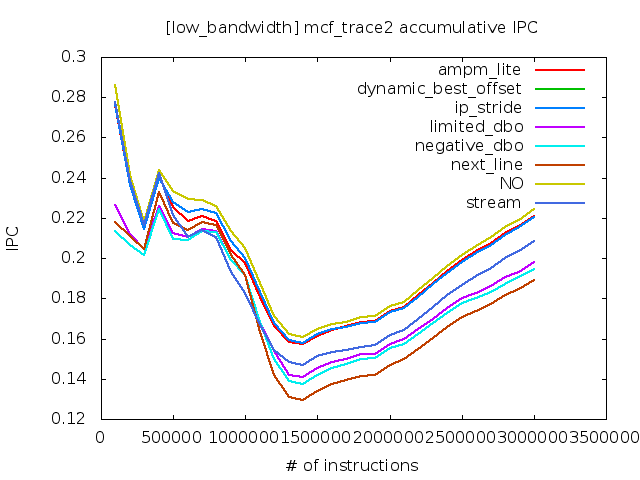 [low_bandwidth] mcf_trace2 accumulative IPC
0.3
0.28
0.26
0.24
0.22
0.2
0.18
0.16
0.14
0.12
IPC
ampm_lite
dynamic_best_offset
ip_stride
limited_dbo
negative_dbo
next_line
NO
stream
0 500000 1000000 1500000 2000000 2500000 3000000 3500000
# of instructions